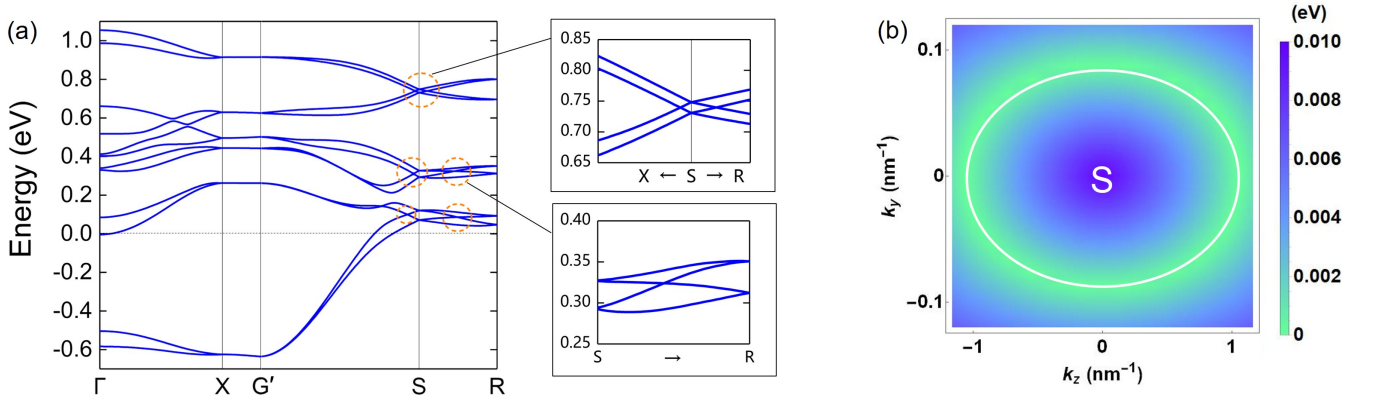 (a)
Energy (eV)
1.0
0.8
0.6
0.4
0.2
0.0
-0.2
-0.4
-0.6
Γ X G′ S R
0.85
0.80
0.75
0.70
0.65
X ← S → R
0.40
0.35
0.30
0.25
S → R
(b)
ky (nm⁻¹)
0.1
0
−0.1
S
−1 0 1
kz (nm⁻¹)
(eV)
0.010
0.008
0.006
0.004
0.002
0